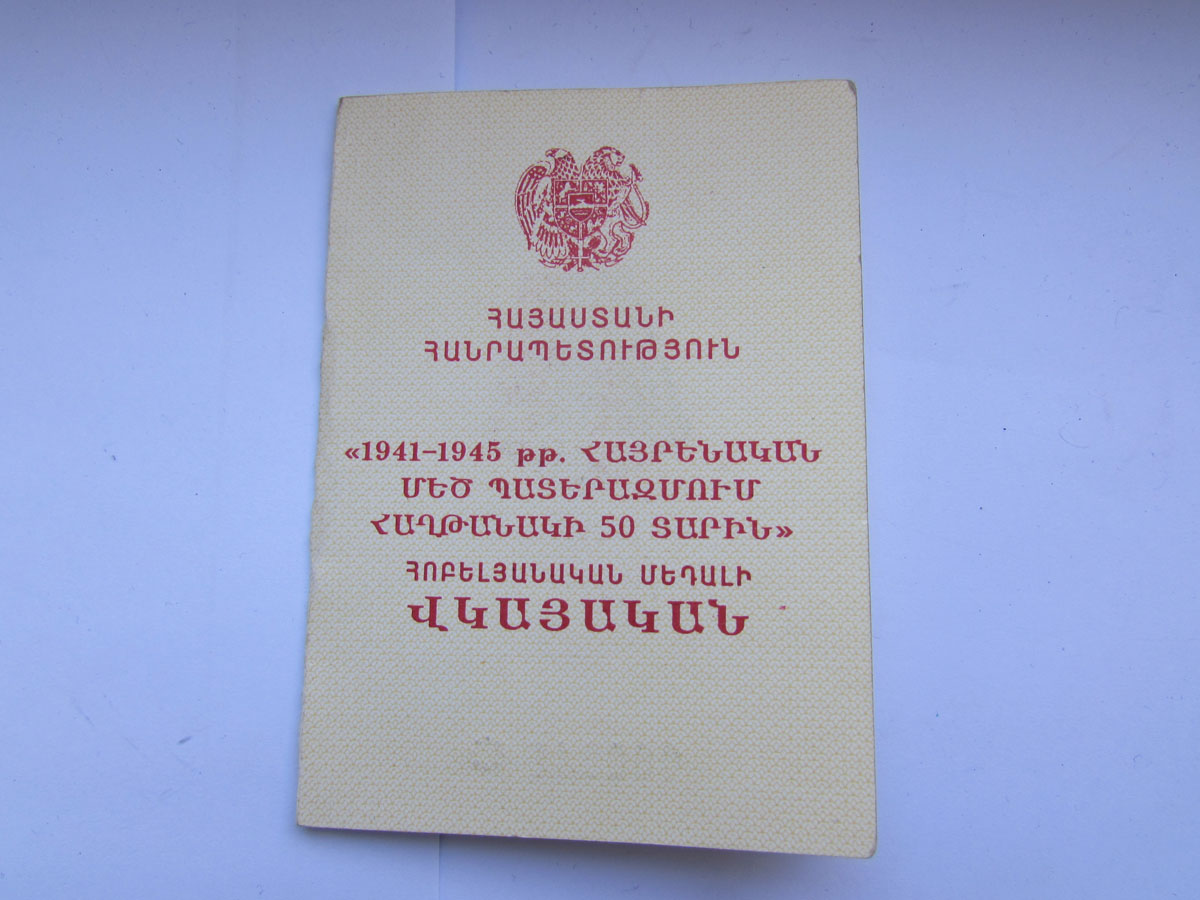 ՀԱՅԱՍՏԱՆԻ
ՀԱՆՐԱՊԵՏՈՒԹՅՈՒՆ
«1941–1945 թթ. ՀԱՅՐԵՆԱԿԱՆ
ՄԵԾ ՊԱՏԵՐԱԶՄՈՒՄ
ՀԱՂԹԱՆԱԿԻ 50 ՏԱՐԻՆ»
ՀՈԲԵԼՅԱՆԱԿԱՆ ՄԵԴԱԼԻ
ՎԿԱՅԱԿԱՆ